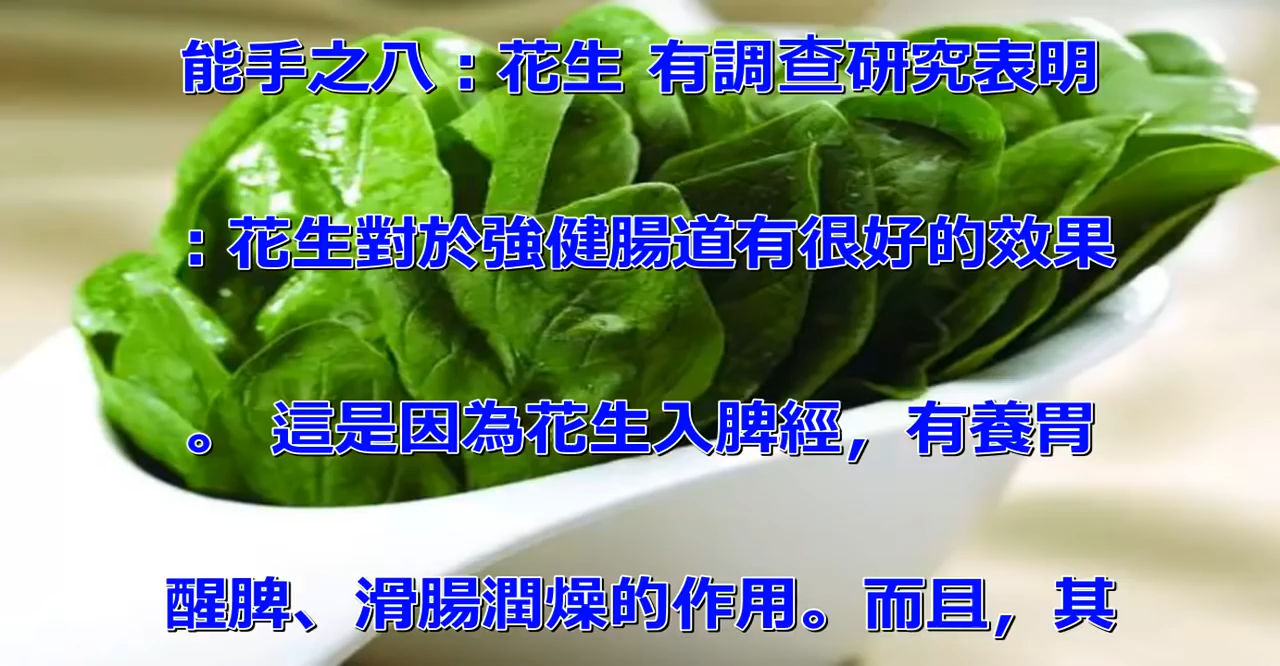 能手之八：花生 有調查研究表明
：花生對於強健腸道有很好的效果
。 這是因為花生入脾經，有養胃
醒脾、滑腸潤燥的作用。而且，其